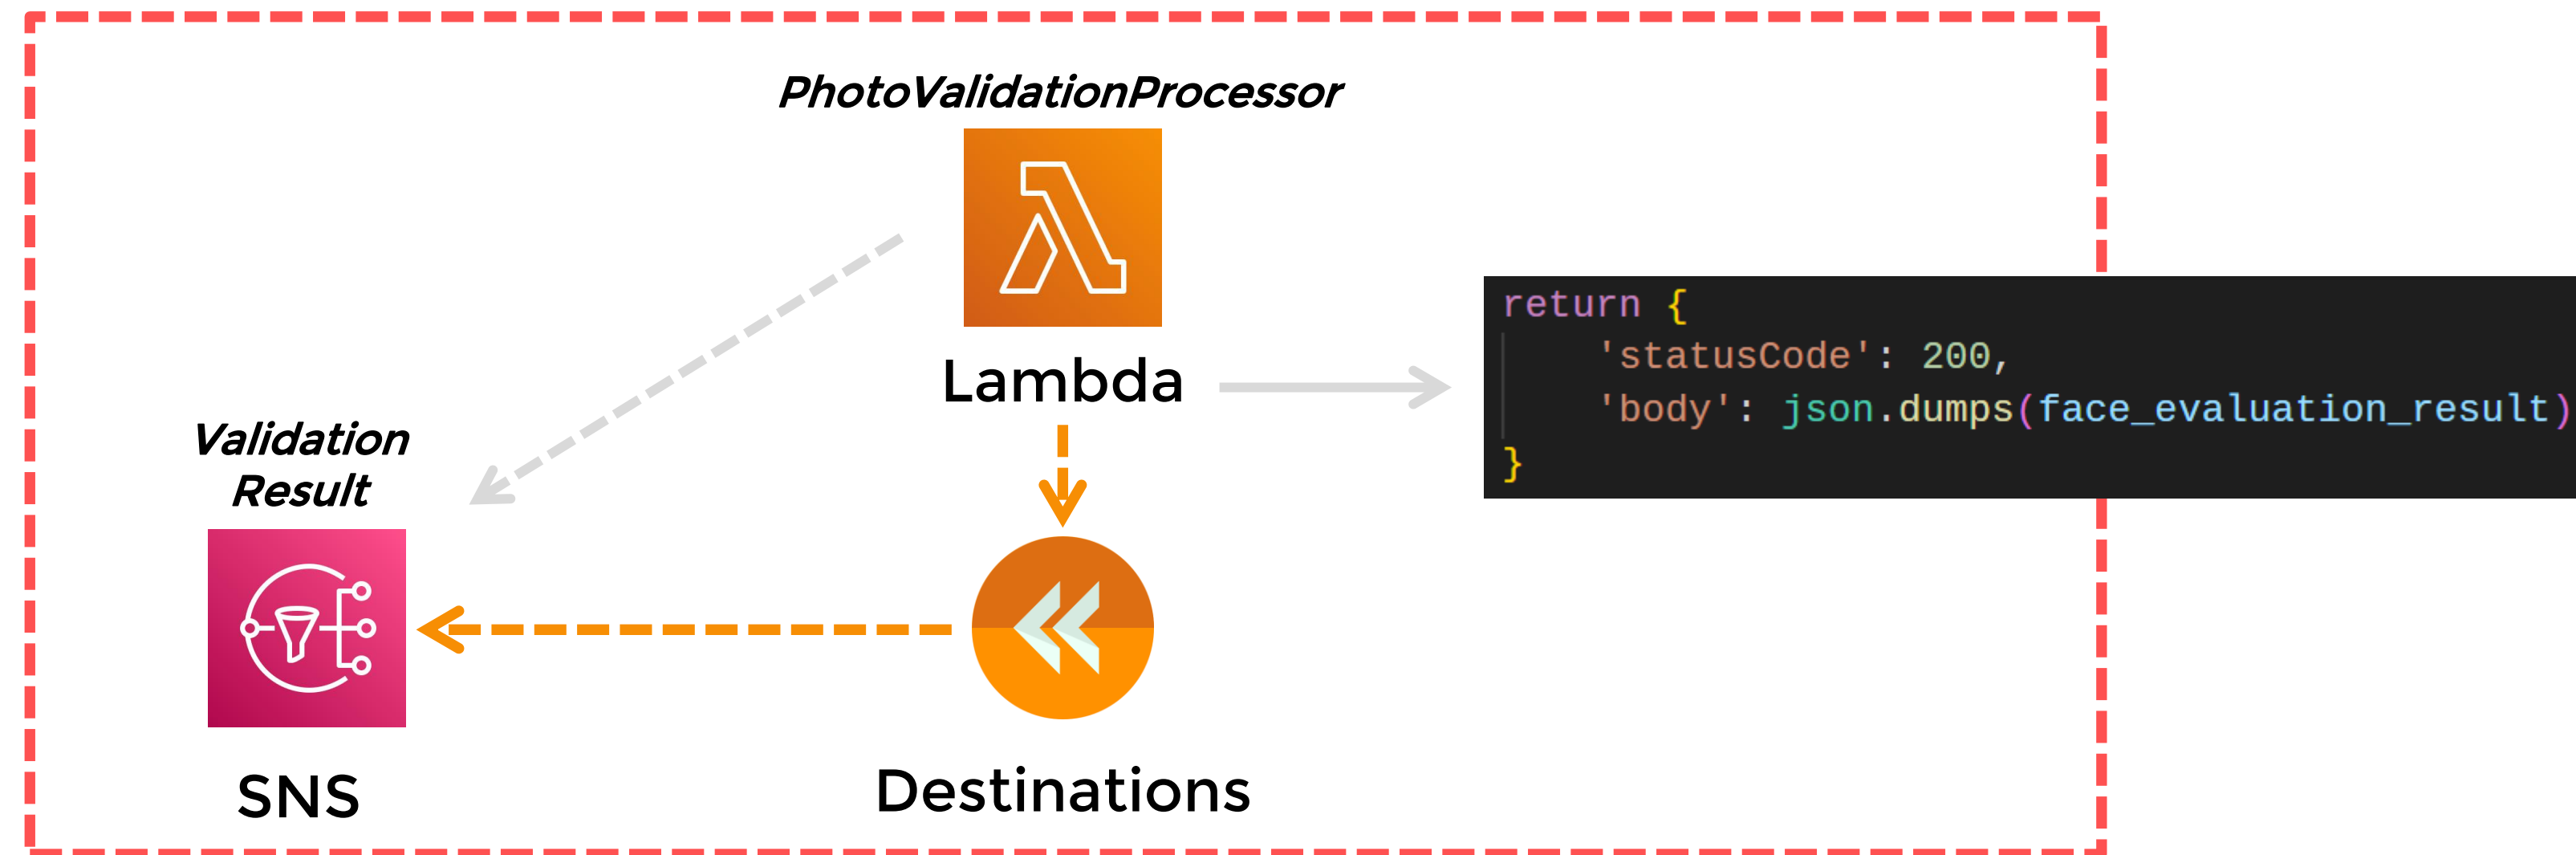 PhotoValidationProcessor
Lambda
return {
    'statusCode': 200,
    'body': json.dumps(face_evaluation_result)
}
Validation
Result
SNS
Destinations